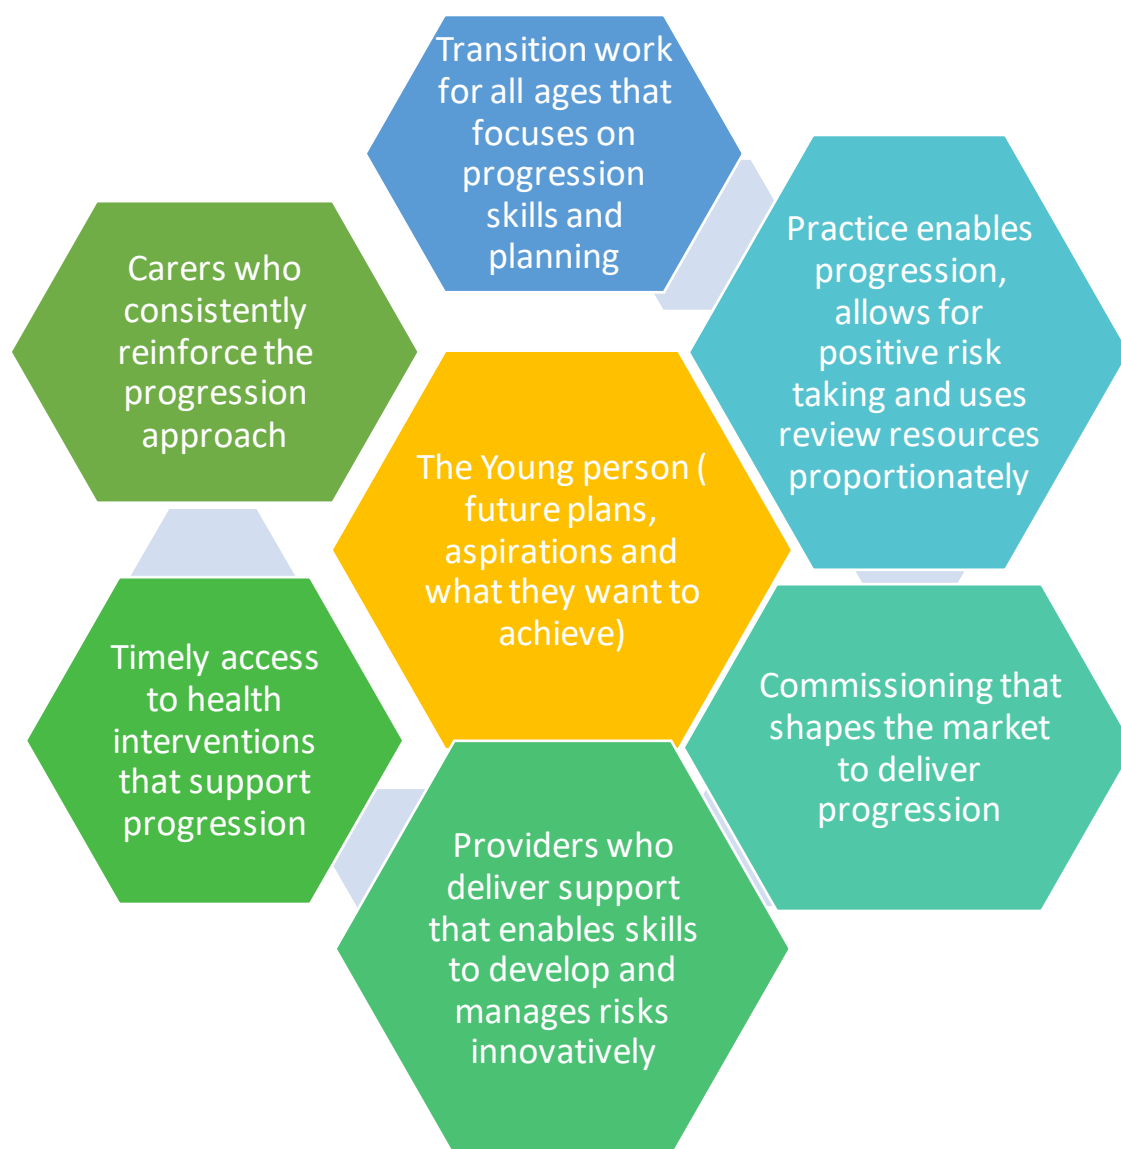 Transition work
for all ages that
focuses on
progression
skills and
planning
Practice enables
progression,
allows for
positive risk
taking and uses
review resources
proportionately
Carers who
consistently
reinforce the
progression
approach
The Young person (
future plans,
aspirations and
what they want to
achieve)
Timely access
to health
interventions
that support
progression
Commissioning that
shapes the market
to deliver
progression
Providers who
deliver support
that enables skills
to develop and
manages risks
innovatively